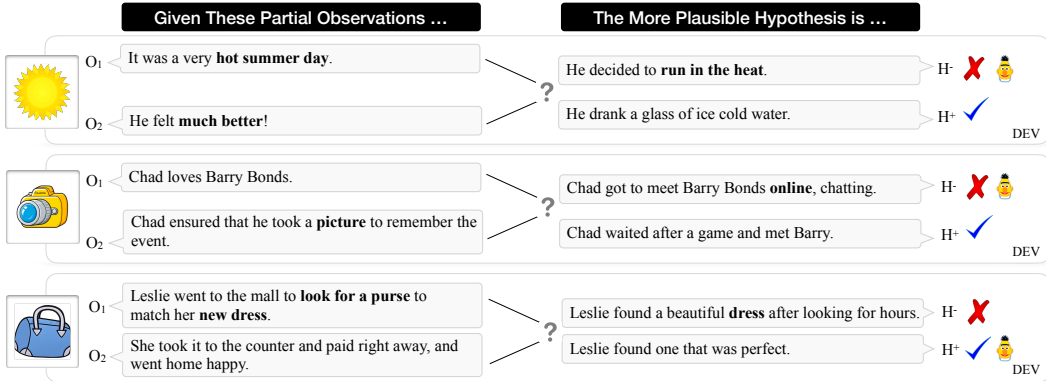 Given These Partial Observations ...
The More Plausible Hypothesis is ...
O1
It was a very hot summer day.
O2
He felt much better!
?
He decided to run in the heat.
H-
He drank a glass of ice cold water.
H+
DEV
O1
Chad loves Barry Bonds.
O2
Chad ensured that he took a picture to remember the
event.
?
Chad got to meet Barry Bonds online, chatting.
H-
Chad waited after a game and met Barry.
H+
DEV
O1
Leslie went to the mall to look for a purse to
match her new dress.
O2
She took it to the counter and paid right away, and
went home happy.
?
Leslie found a beautiful dress after looking for hours.
H-
Leslie found one that was perfect.
H+
DEV